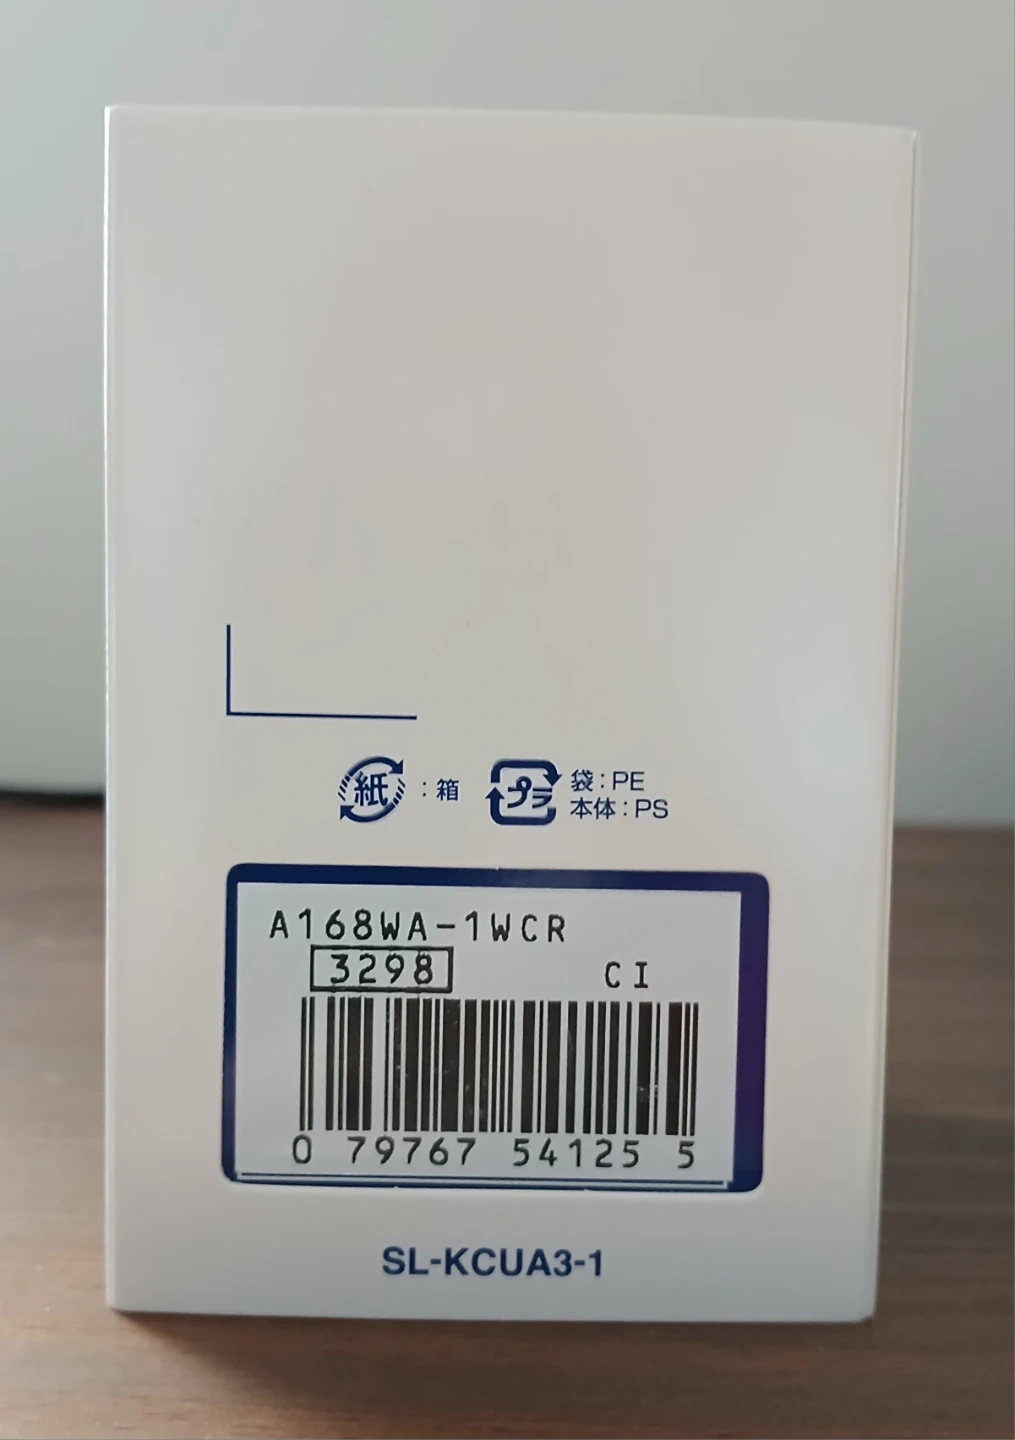 紙 : 箱
プラ 袋 : PE
本体 : PS
A168WA-1WCR
3298 CI
0 79767 54125 5
SL-KCUA3-1